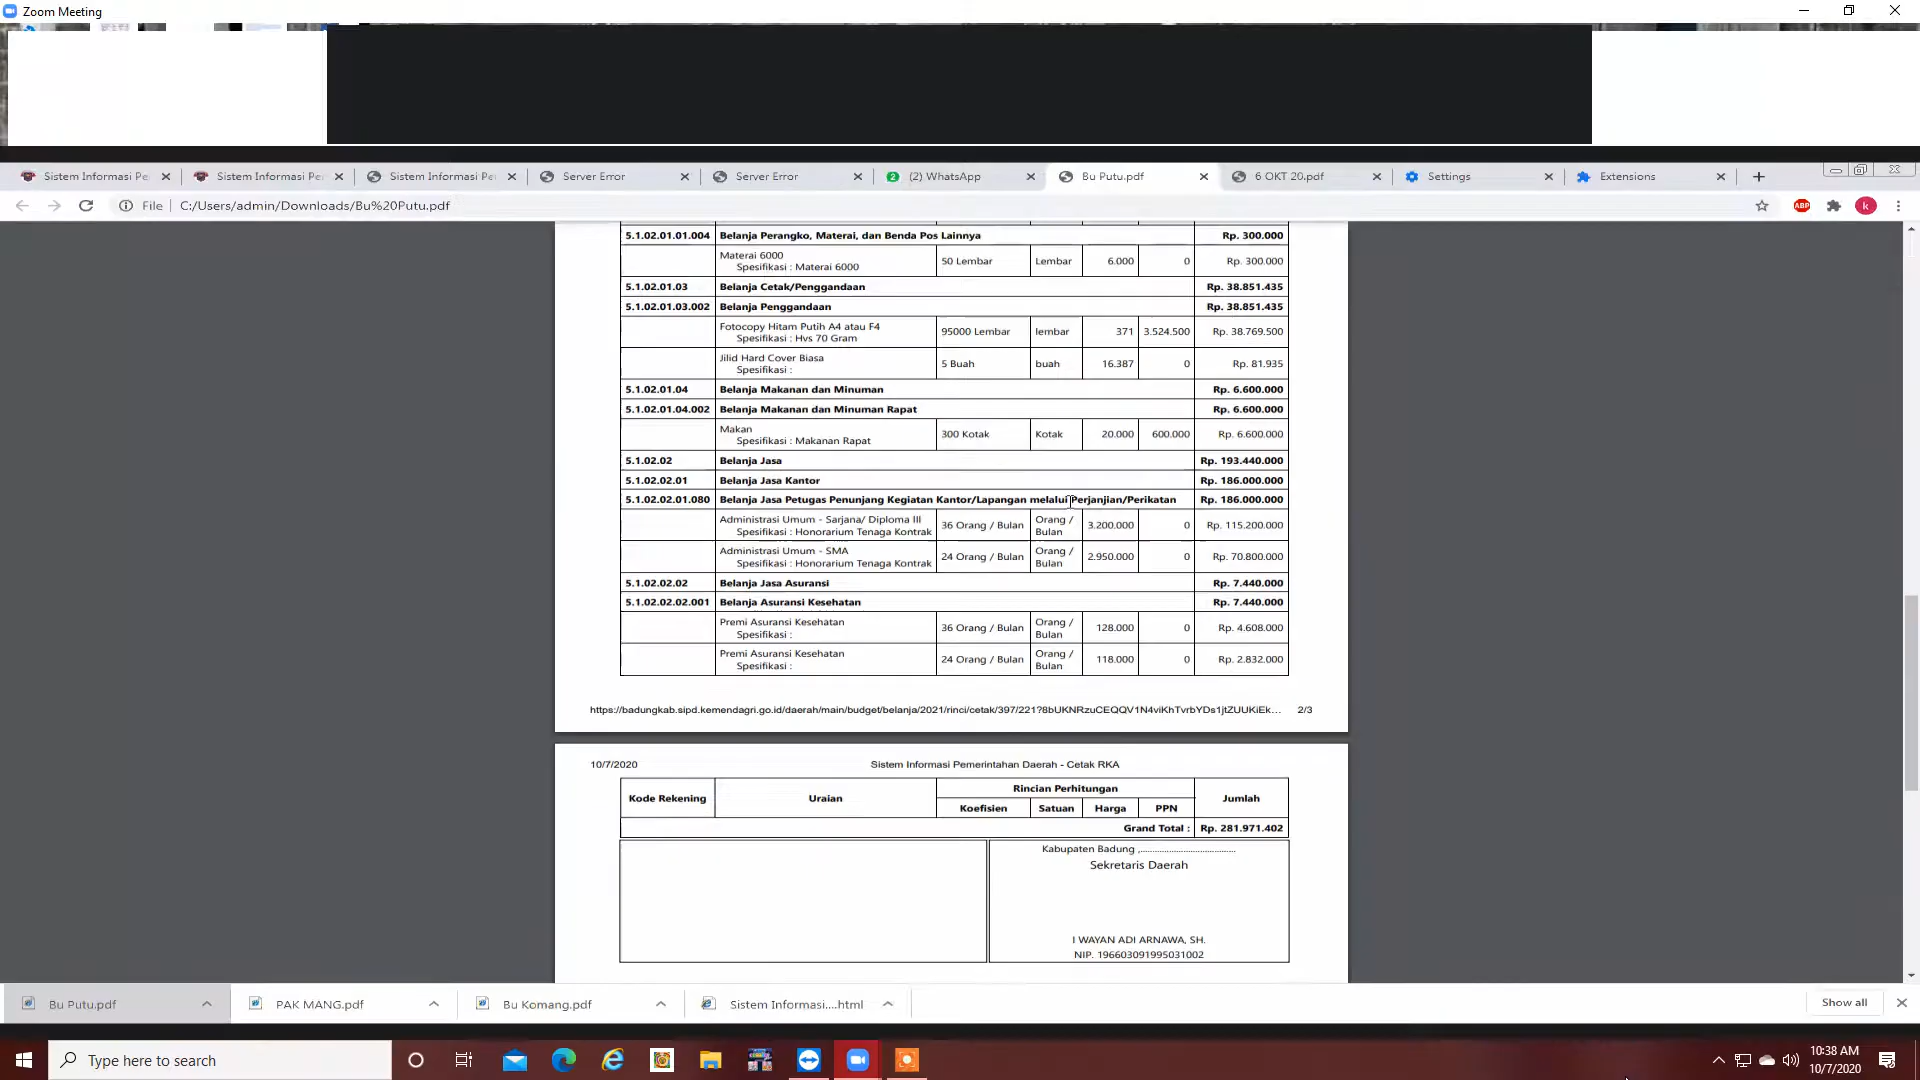 Zoom Meeting
Sistem Informasi Pe
Sistem Informasi Pe
Sistem Informasi Pe
Server Error
Server Error
2 (2) WhatsApp
Bu Putu.pdf
6 OKT 20.pdf
Settings
Extensions
File C:/Users/admin/Downloads/Bu%20Putu.pdf ABP k
5.1.02.01.01.004 Belanja Perangko, Materai, dan Benda Pos Lainnya Rp. 300.000
Materai 6000
Spesifikasi : Materai 6000 50 Lembar Lembar 6.000 0 Rp. 300.000
5.1.02.01.03 Belanja Cetak/Penggandaan Rp. 38.851.435
5.1.02.01.03.002 Belanja Penggandaan Rp. 38.851.435
Fotocopy Hitam Putih A4 atau F4
Spesifikasi : Hvs 70 Gram 95000 Lembar lembar 371 3.524.500 Rp. 38.769.500
Jilid Hard Cover Biasa
Spesifikasi : 5 Buah buah 16.387 0 Rp. 81.935
5.1.02.01.04 Belanja Makanan dan Minuman Rp. 6.600.000
5.1.02.01.04.002 Belanja Makanan dan Minuman Rapat Rp. 6.600.000
Makan
Spesifikasi : Makanan Rapat 300 Kotak Kotak 20.000 600.000 Rp. 6.600.000
5.1.02.02 Belanja Jasa Rp. 193.440.000
5.1.02.02.01 Belanja Jasa Kantor Rp. 186.000.000
5.1.02.02.01.080 Belanja Jasa Petugas Penunjang Kegiatan Kantor/Lapangan melalui Perjanjian/Perikatan Rp. 186.000.000
Administrasi Umum - Sarjana/ Diploma III
Spesifikasi : Honorarium Tenaga Kontrak 36 Orang / Bulan Orang / Bulan 3.200.000 0 Rp. 115.200.000
Administrasi Umum - SMA
Spesifikasi : Honorarium Tenaga Kontrak 24 Orang / Bulan Orang / Bulan 2.950.000 0 Rp. 70.800.000
5.1.02.02.02 Belanja Jasa Asuransi Rp. 7.440.000
5.1.02.02.02.001 Belanja Asuransi Kesehatan Rp. 7.440.000
Premi Asuransi Kesehatan
Spesifikasi : 36 Orang / Bulan Orang / Bulan 128.000 0 Rp. 4.608.000
Premi Asuransi Kesehatan
Spesifikasi : 24 Orang / Bulan Orang / Bulan 118.000 0 Rp. 2.832.000
https://badungkab.sipd.kemendagri.go.id/daerah/main/budget/belanja/2021/rinci/cetak/397/221?8bUKNRzuCEQQV1N4viKhTvrbYDs1jtZUUKiEk... 2/3
10/7/2020 Sistem Informasi Pemerintahan Daerah - Cetak RKA
Kode Rekening Uraian Rincian Perhitungan Jumlah
Koefisien Satuan Harga PPN
Grand Total : Rp. 281.971.402
Kabupaten Badung ,....................................
Sekretaris Daerah
I WAYAN ADI ARNAWA, SH.
NIP. 196603091995031002
Bu Putu.pdf
PAK MANG.pdf
Bu Komang.pdf
Sistem Informasi....html
Show all
Type here to search
10:38 AM
10/7/2020